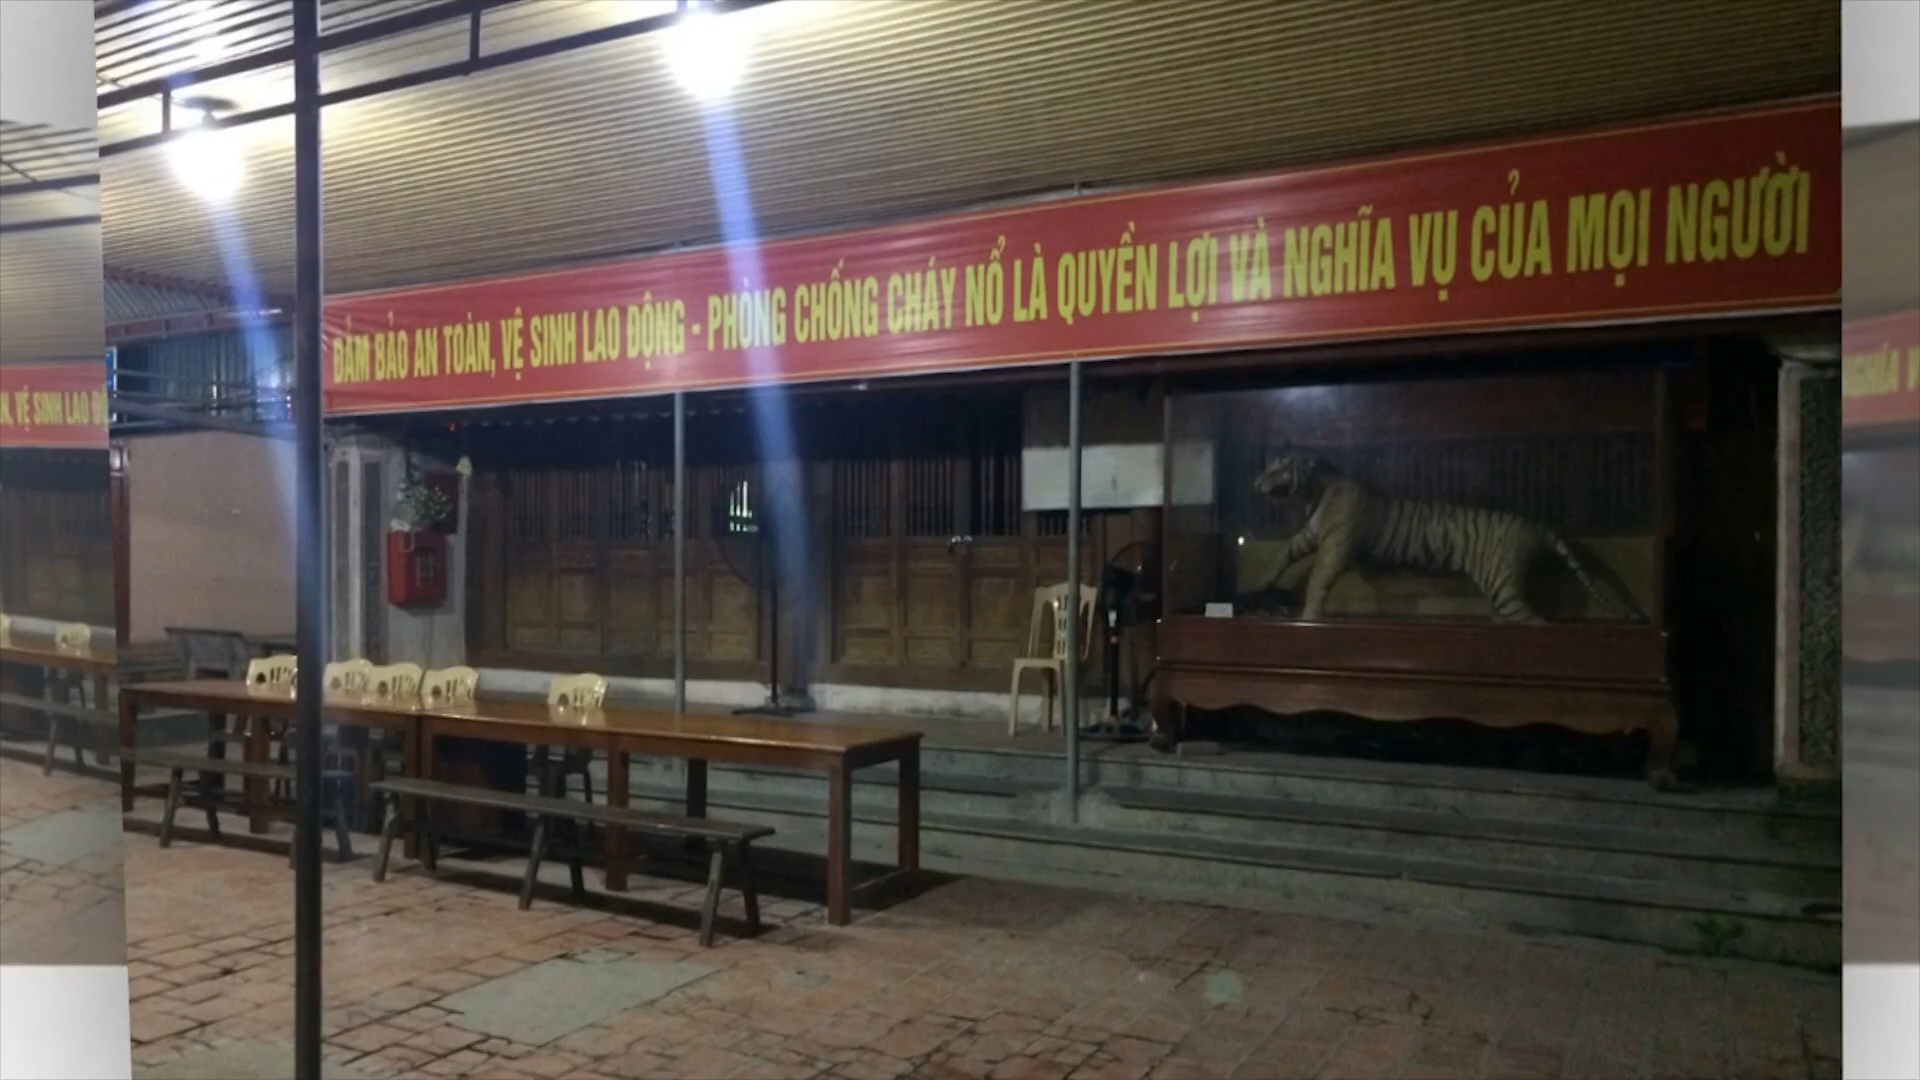 ĐẢM BẢO AN TOÀN, VỆ SINH LAO ĐỘNG - PHÒNG CHỐNG CHÁY NỔ LÀ QUYỀN LỢI VÀ NGHĨA VỤ CỦA MỌI NGƯỜI